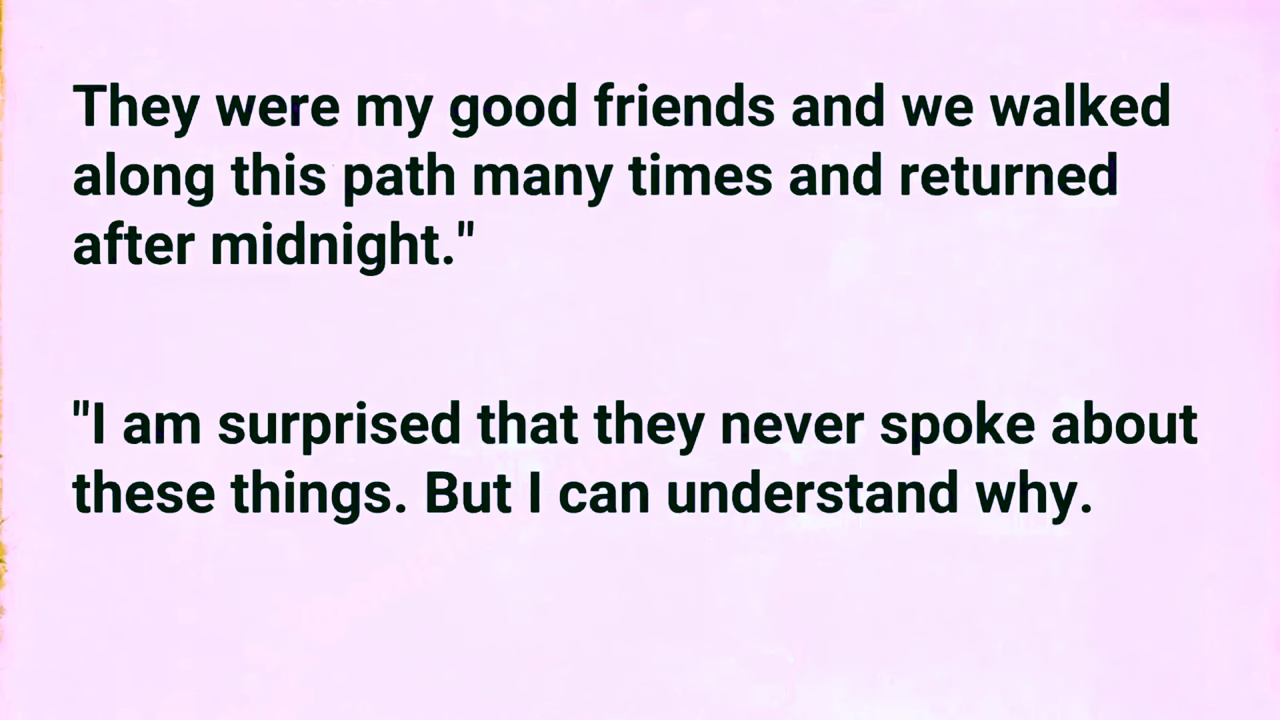 They were my good friends and we walked
along this path many times and returned
after midnight."
"I am surprised that they never spoke about
these things. But I can understand why.